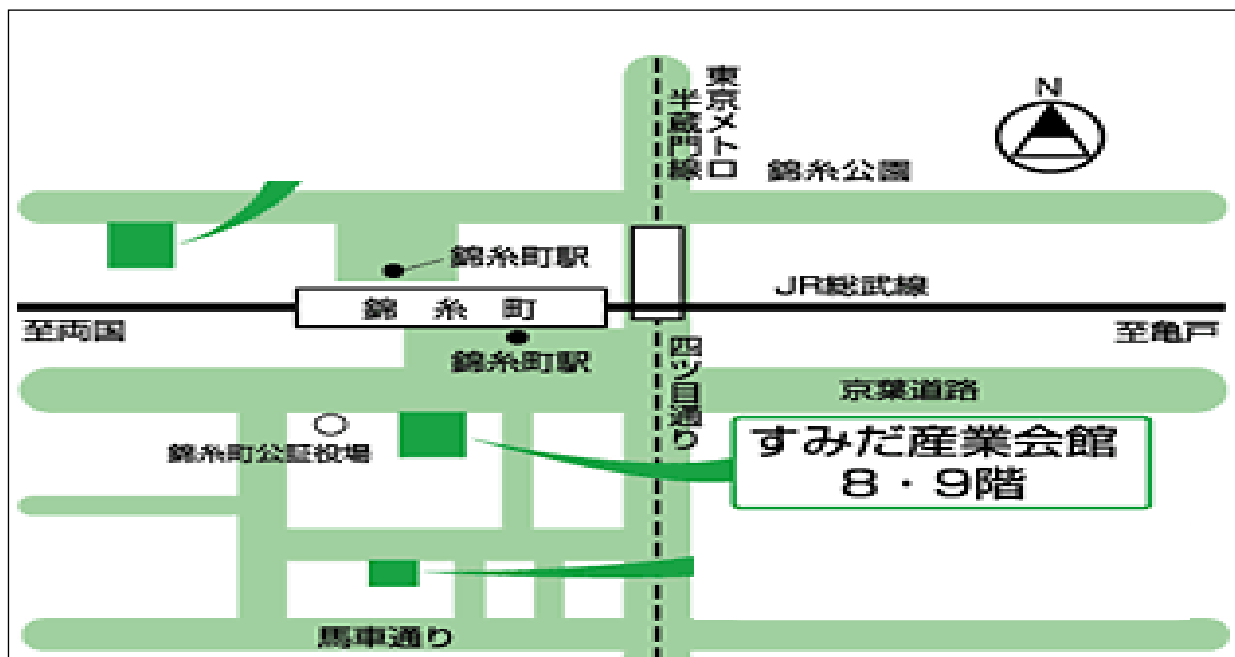 東京メトロ
半蔵門線
N
錦糸公園
錦糸町駅
JR総武線
錦糸町
至両国
至亀戸
錦糸町駅
四ツ目通り
京葉道路
すみだ産業会館
8・9階
錦糸町公証役場
馬車通り